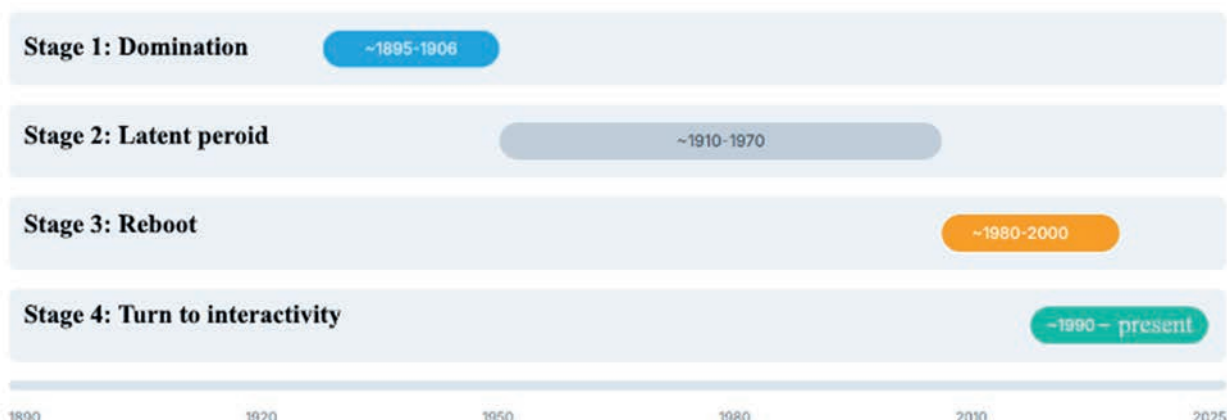 Stage 1: Domination
~1895-1906
Stage 2: Latent peroid
~1910-1970
Stage 3: Reboot
~1980-2000
Stage 4: Turn to interactivity
~1990 – present
1890 1920 1950 1980 2010 2025